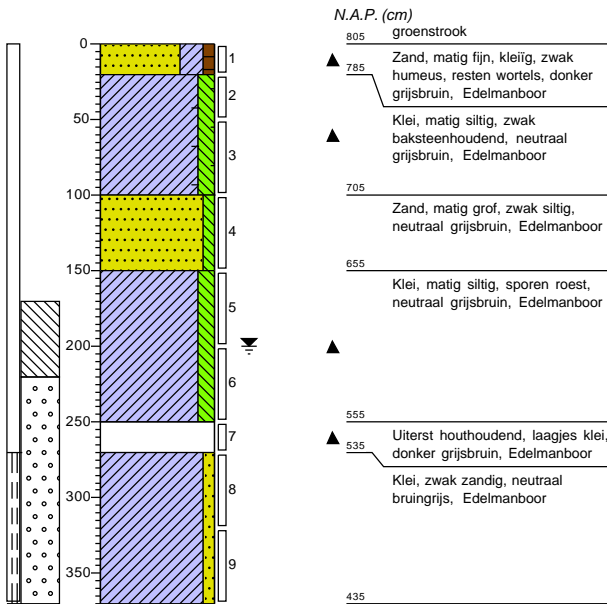 N.A.P. (cm)
805
groenstrook
0
1
Zand, matig fijn, kleiïg, zwak
humeus, resten wortels, donker
grijsbruin, Edelmanboor
785
2
50
Klei, matig siltig, zwak
baksteenhoudend, neutraal
grijsbruin, Edelmanboor
3
100
705
4
Zand, matig grof, zwak siltig,
neutraal grijsbruin, Edelmanboor
150
655
5
Klei, matig siltig, sporen roest,
neutraal grijsbruin, Edelmanboor
200
6
250
555
7
Uiterst houthoudend, laagjes klei,
donker grijsbruin, Edelmanboor
535
8
Klei, zwak zandig, neutraal
bruingrijs, Edelmanboor
300
9
350
435